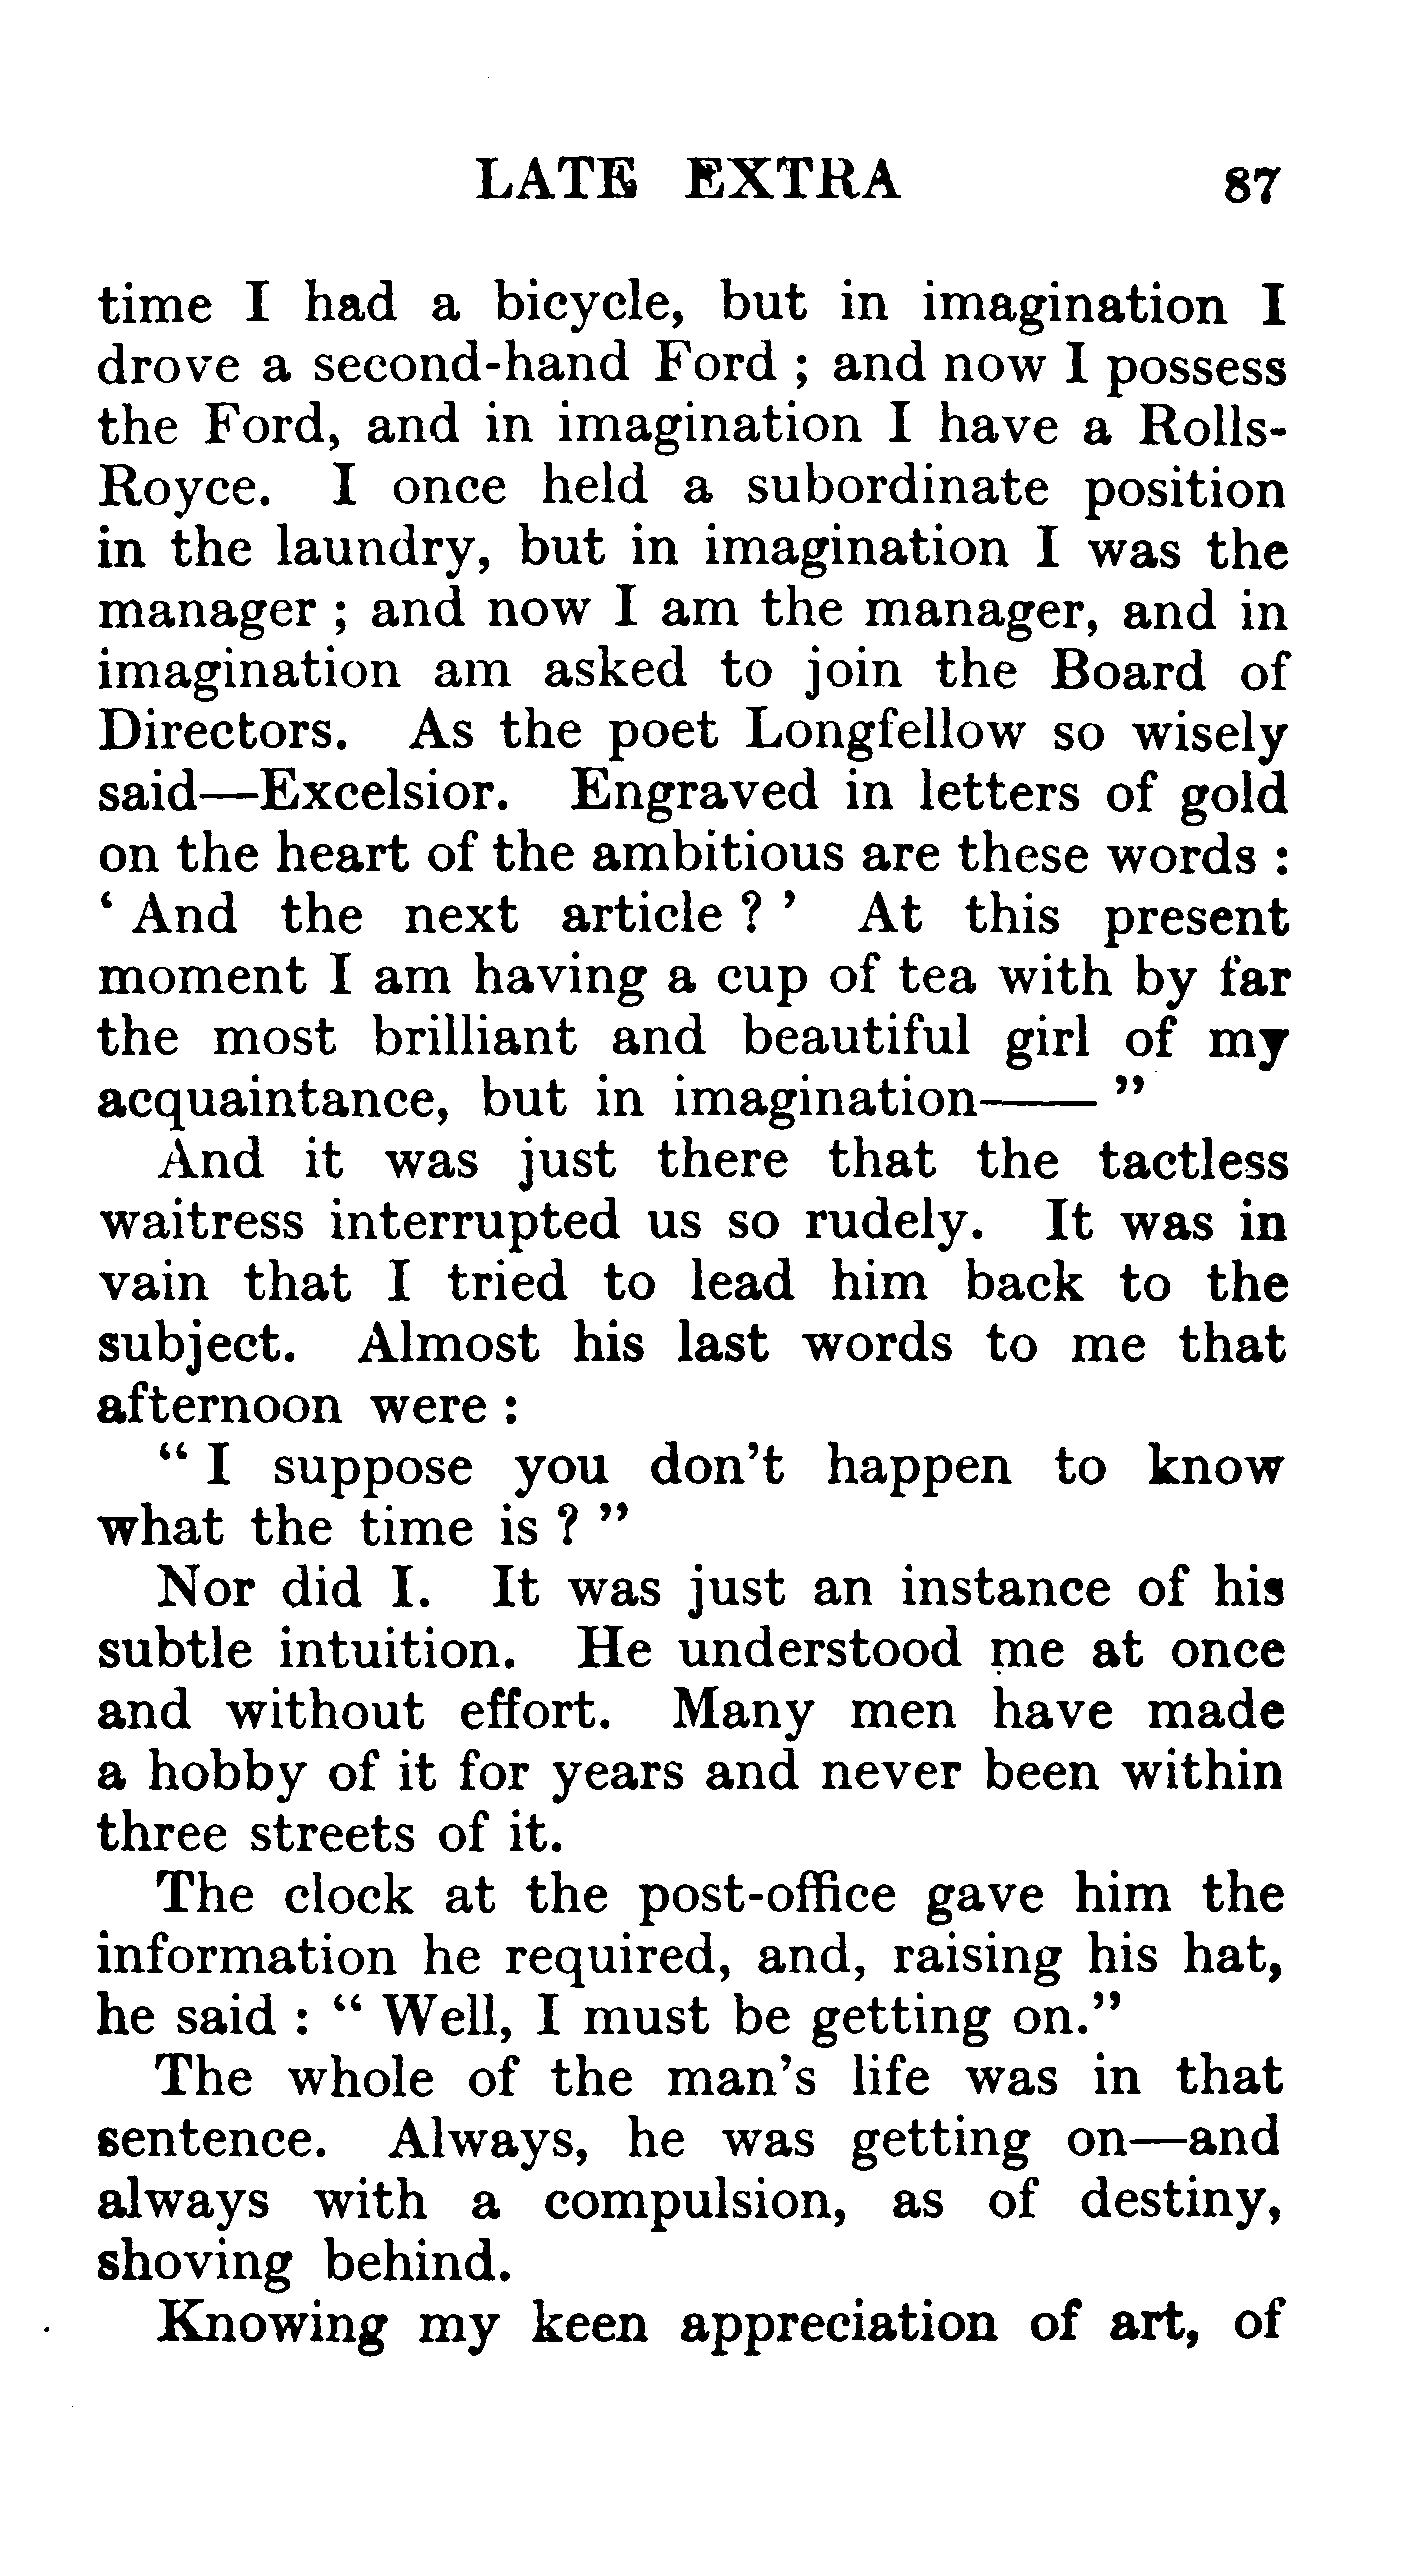 LATE EXTRA 87
time I had a bicycle, but in imagination I
drove a second-hand Ford ; and now I possess
the Ford, and in imagination I have a Rolls-
Royce. I once held a subordinate position
in the laundry, but in imagination I was the
manager ; and now I am the manager, and in
imagination am asked to join the Board of
Directors. As the poet Longfellow so wisely
said—Excelsior. Engraved in letters of gold
on the heart of the ambitious are these words :
‘ And the next article ? ’ At this present
moment I am having a cup of tea with by far
the most brilliant and beautiful girl of my
acquaintance, but in imagination—— ”
And it was just there that the tactless
waitress interrupted us so rudely. It was in
vain that I tried to lead him back to the
subject. Almost his last words to me that
afternoon were :
“ I suppose you don’t happen to know
what the time is ? ”
Nor did I. It was just an instance of his
subtle intuition. He understood me at once
and without effort. Many men have made
a hobby of it for years and never been within
three streets of it.
The clock at the post-office gave him the
information he required, and, raising his hat,
he said : “ Well, I must be getting on.”
The whole of the man’s life was in that
sentence. Always, he was getting on—and
always with a compulsion, as of destiny,
shoving behind.
Knowing my keen appreciation of art, of